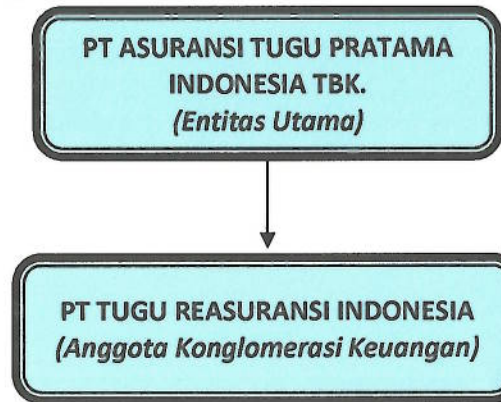 PT ASURANSI TUGU PRATAMA
INDONESIA TBK.
(Entitas Utama)
PT TUGU REASURANSI INDONESIA
(Anggota Konglomerasi Keuangan)